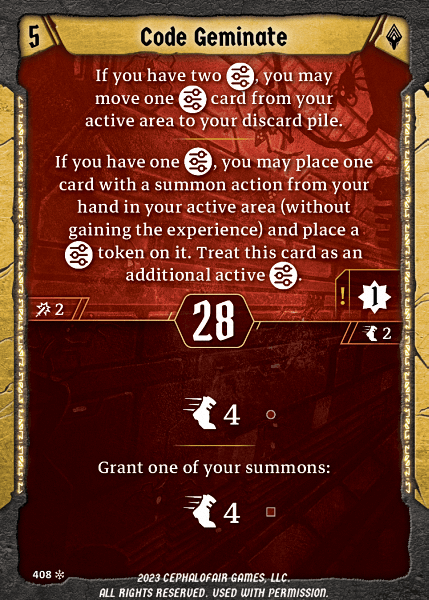 5 Code Geminate
If you have two , you may
move one card from your
active area to your discard pile.
If you have one , you may place one
card with a summon action from your
hand in your active area (without
gaining the experience) and place a
token on it. Treat this card as an
additional active .
! 1
2
28
2
4
Grant one of your summons:
4
408
2023 CEPHALOFAIR GAMES, LLC.
ALL RIGHTS RESERVED. USED WITH PERMISSION.